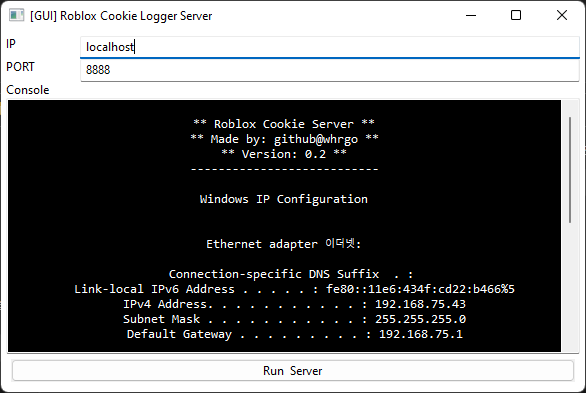 [GUI] Roblox Cookie Logger Server
IP
localhost
PORT
8888
Console
** Roblox Cookie Server **
** Made by: github@whrgo **
** Version: 0.2 **
---------------------------
Windows IP Configuration
Ethernet adapter 이더넷:
Connection-specific DNS Suffix  . :
Link-local IPv6 Address . . . . . : fe80::11e6:434f:cd22:b466%5
IPv4 Address. . . . . . . . . . . : 192.168.75.43
Subnet Mask . . . . . . . . . . . : 255.255.255.0
Default Gateway . . . . . . . . . : 192.168.75.1
Run Server